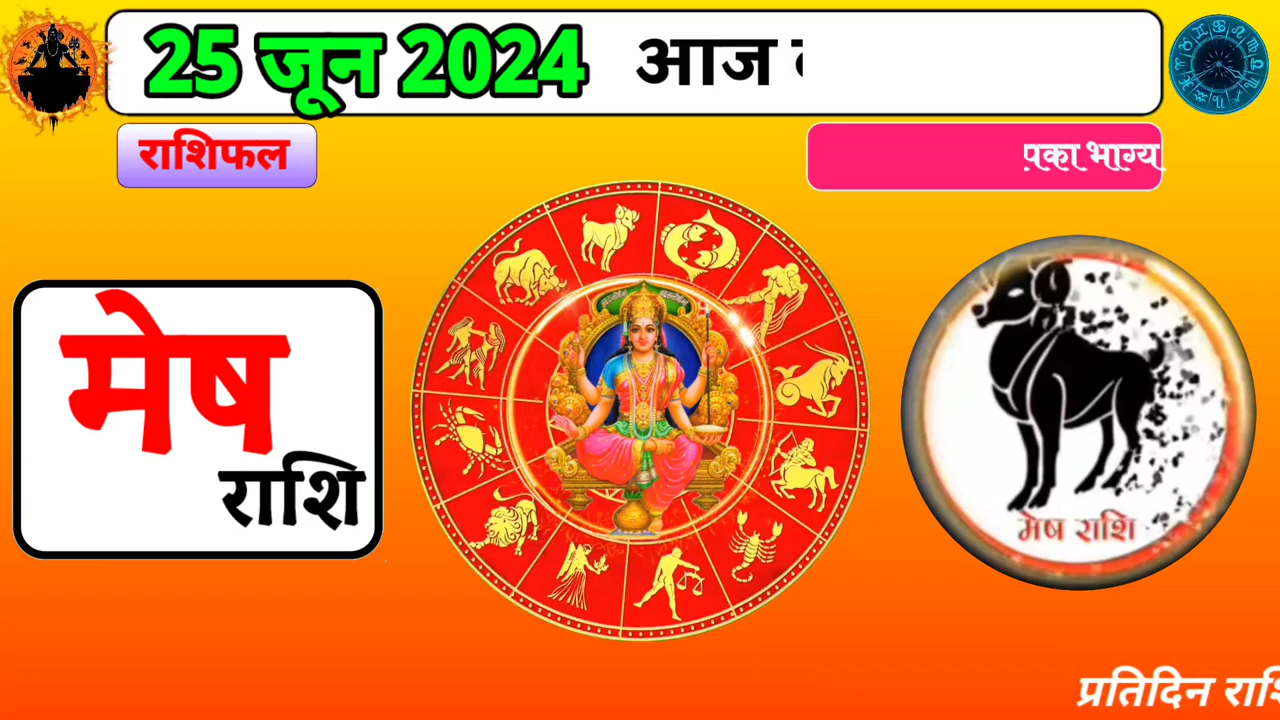 25 जून 2024 आज
राशिफल
भाग्य
मेष
राशि
मेष राशि
प्रतिदिन